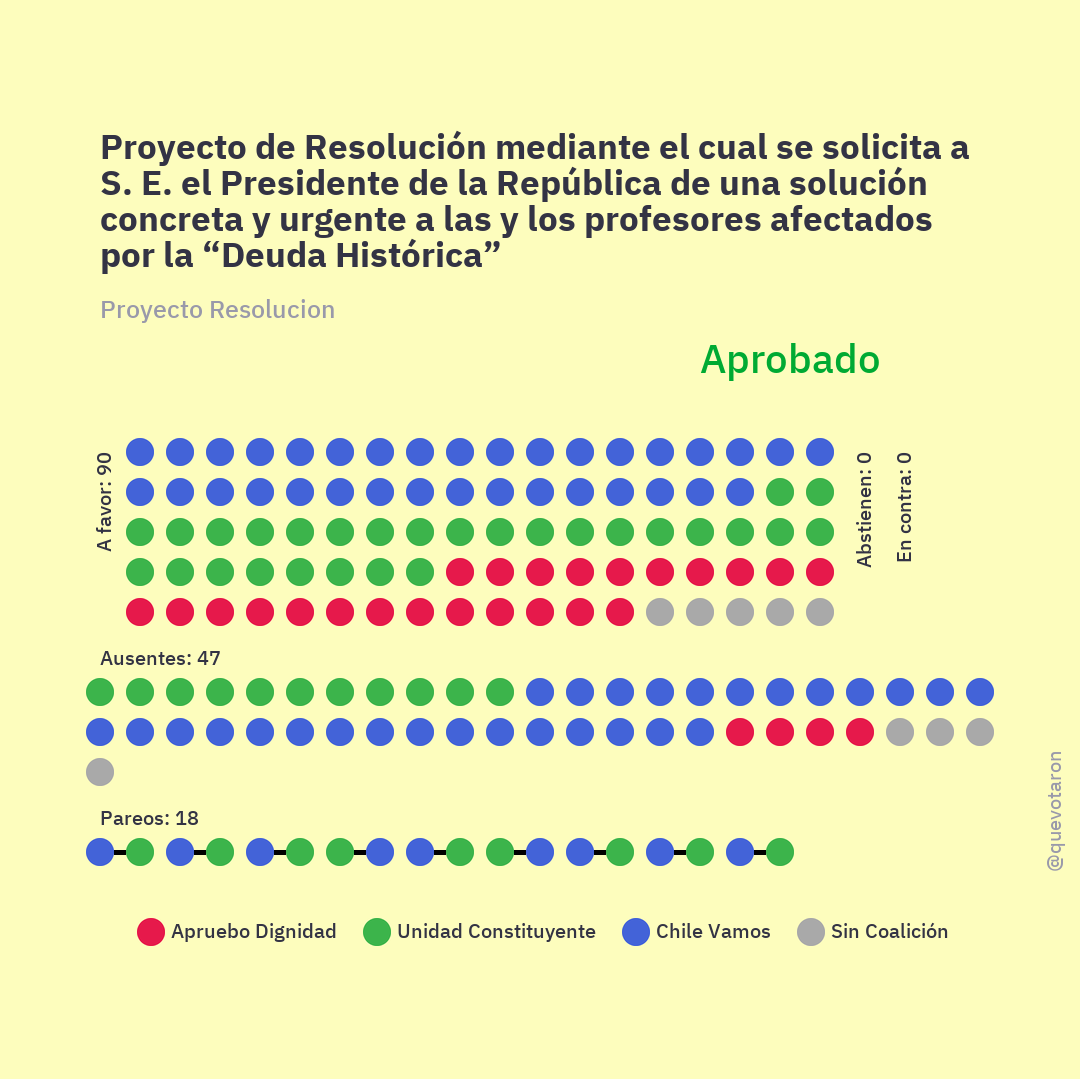 Proyecto de Resolución mediante el cual se solicita a
S. E. el Presidente de la República de una solución
concreta y urgente a las y los profesores afectados
por la “Deuda Histórica”
Proyecto Resolucion
Aprobado
A favor: 90
Abstienen: 0
En contra: 0
Ausentes: 47
Pareos: 18
Apruebo Dignidad
Unidad Constituyente
Chile Vamos
Sin Coalición
@quevotaron